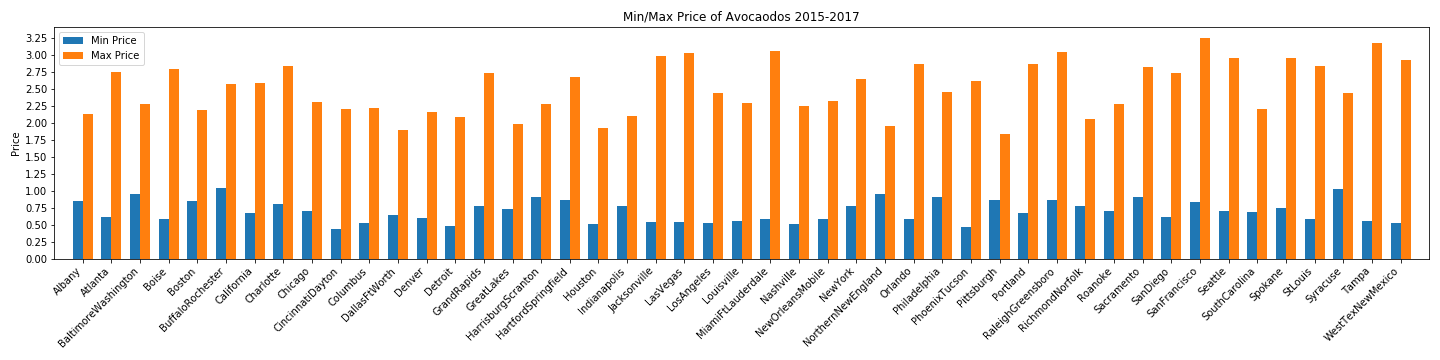 Min/Max Price of Avocaodos 2015-2017
Min Price
Max Price
Price
3.25
3.00
2.75
2.50
2.25
2.00
1.75
1.50
1.25
1.00
0.75
0.50
0.25
0.00
Albany
Atlanta
BaltimoreWashington
Boise
Boston
BuffaloRochester
California
Charlotte
Chicago
CincinnatiDayton
Columbus
DallasFtWorth
Denver
Detroit
GrandRapids
GreatLakes
HarrisburgScranton
HartfordSpringfield
Houston
Indianapolis
Jacksonville
LasVegas
LosAngeles
Louisville
MiamiFtLauderdale
Nashville
NewOrleansMobile
NewYork
NorthernNewEngland
Orlando
Philadelphia
PhoenixTucson
Pittsburgh
Portland
RaleighGreensboro
RichmondNorfolk
Roanoke
Sacramento
SanDiego
SanFrancisco
Seattle
SouthCarolina
Spokane
StLouis
Syracuse
Tampa
WestTexNewMexico